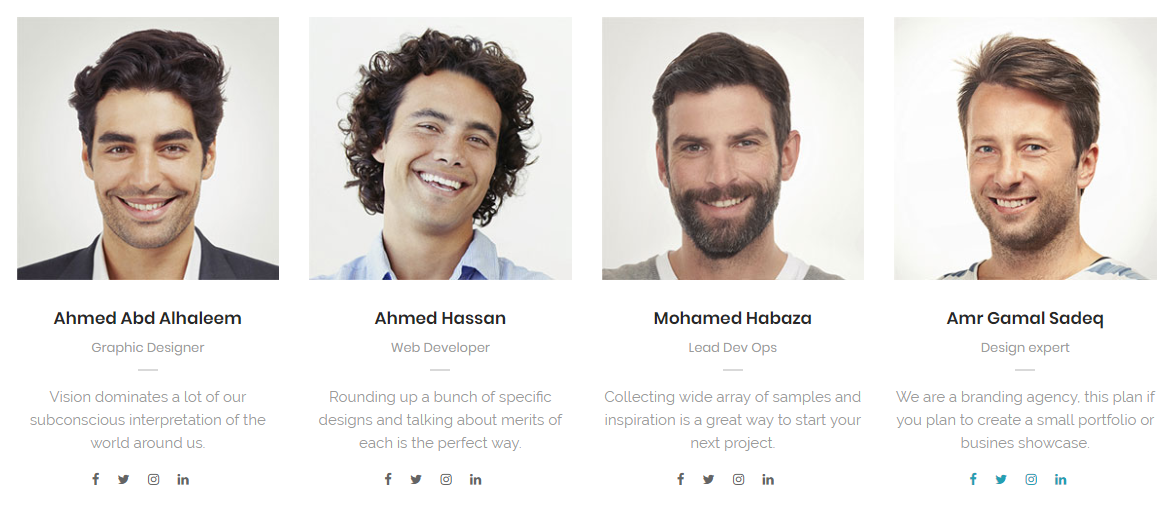 Ahmed Abd Alhaleem
Graphic Designer
Vision dominates a lot of our
subconscious interpretation of the
world around us.
Ahmed Hassan
Web Developer
Rounding up a bunch of specific
designs and talking about merits of
each is the perfect way.
Mohamed Habaza
Lead Dev Ops
Collecting wide array of samples and
inspiration is a great way to start your
next project.
Amr Gamal Sadeq
Design expert
We are a branding agency, this plan if
you plan to create a small portfolio or
busines showcase.